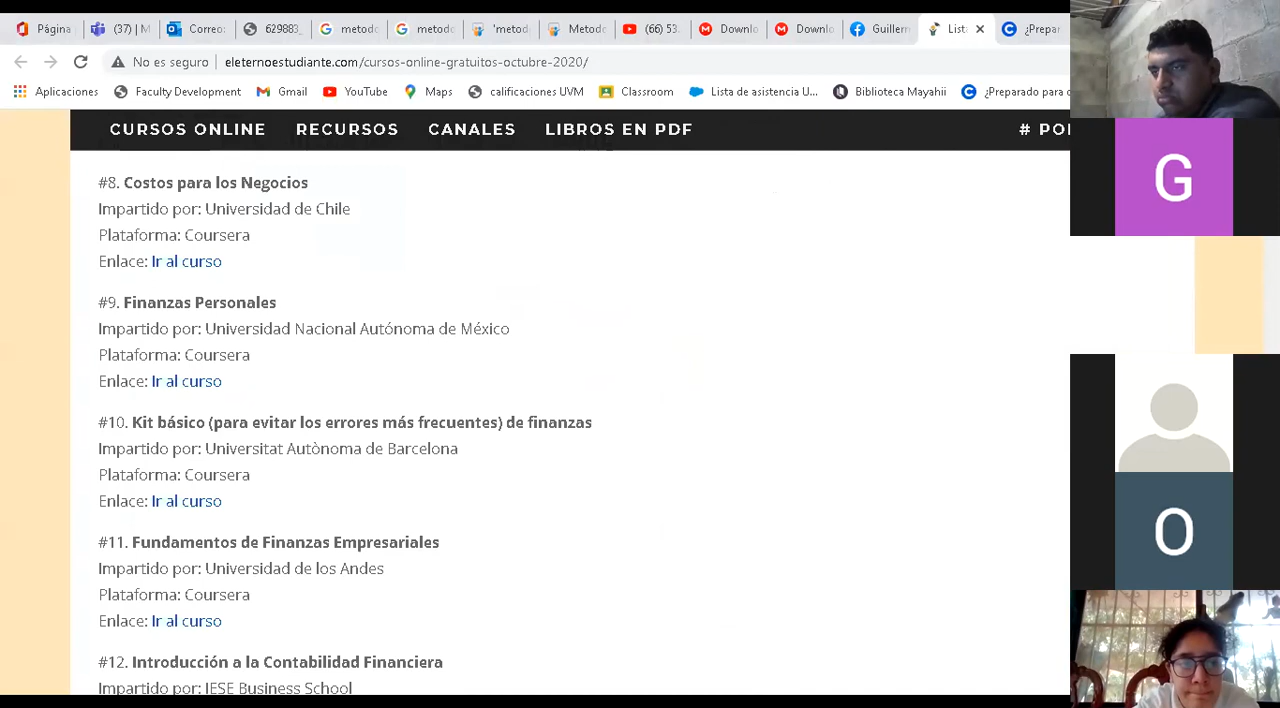 Página (37) | M Correo: 629883_ metodo metodo 'metod Metodo (66) 53. Downlo Downlo Guillerm List ¿Prepar
No es seguro | eleternoestudiante.com/cursos-online-gratuitos-octubre-2020/
Aplicaciones Faculty Development Gmail YouTube Maps calificaciones UVM Classroom Lista de asistencia U... Biblioteca Mayahii ¿Preparado para c
CURSOS ONLINE RECURSOS CANALES LIBROS EN PDF # POI
#8. Costos para los Negocios
Impartido por: Universidad de Chile
Plataforma: Coursera
Enlace: Ir al curso
#9. Finanzas Personales
Impartido por: Universidad Nacional Autónoma de México
Plataforma: Coursera
Enlace: Ir al curso
#10. Kit básico (para evitar los errores más frecuentes) de finanzas
Impartido por: Universitat Autònoma de Barcelona
Plataforma: Coursera
Enlace: Ir al curso
#11. Fundamentos de Finanzas Empresariales
Impartido por: Universidad de los Andes
Plataforma: Coursera
Enlace: Ir al curso
#12. Introducción a la Contabilidad Financiera
Impartido por: IESE Business School
G
O